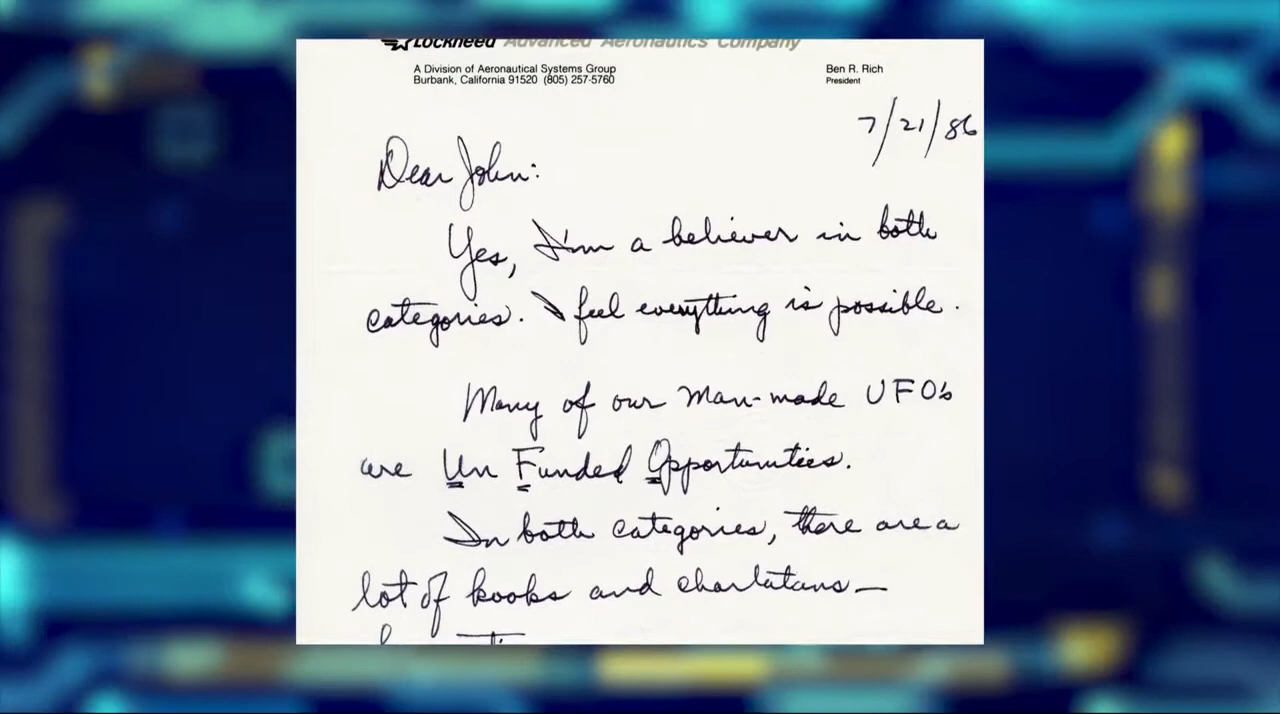 Lockheed Advanced Aeronautics Company
A Division of Aeronautical Systems Group
Burbank, California 91520 (805) 257-5760
Ben R. Rich
President
7/21/86
Dear John:
Yes, I'm a believer in both
categories. I feel everything is possible.
Many of our man-made UFO's
are Un Funded Opportunities.
In both categories, there are a
lot of kooks and charlatans—